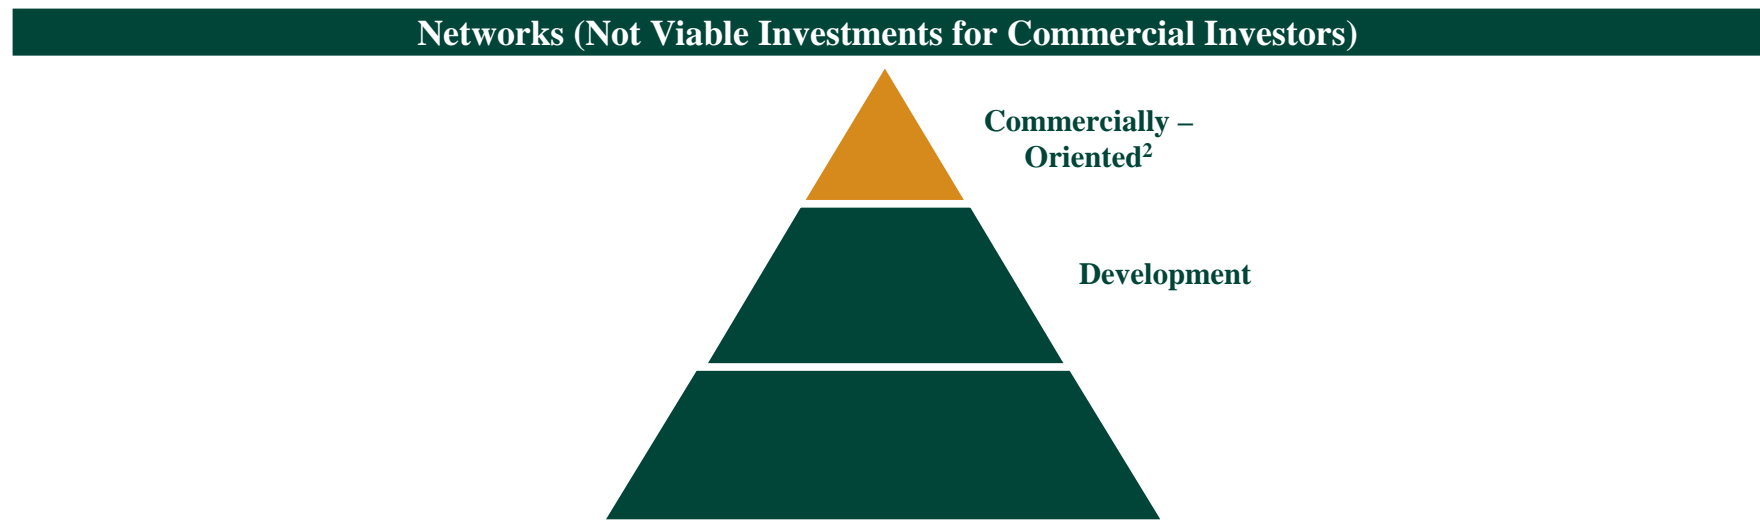 Networks (Not Viable Investments for Commercial Investors)
Commercially –
Oriented²
Development